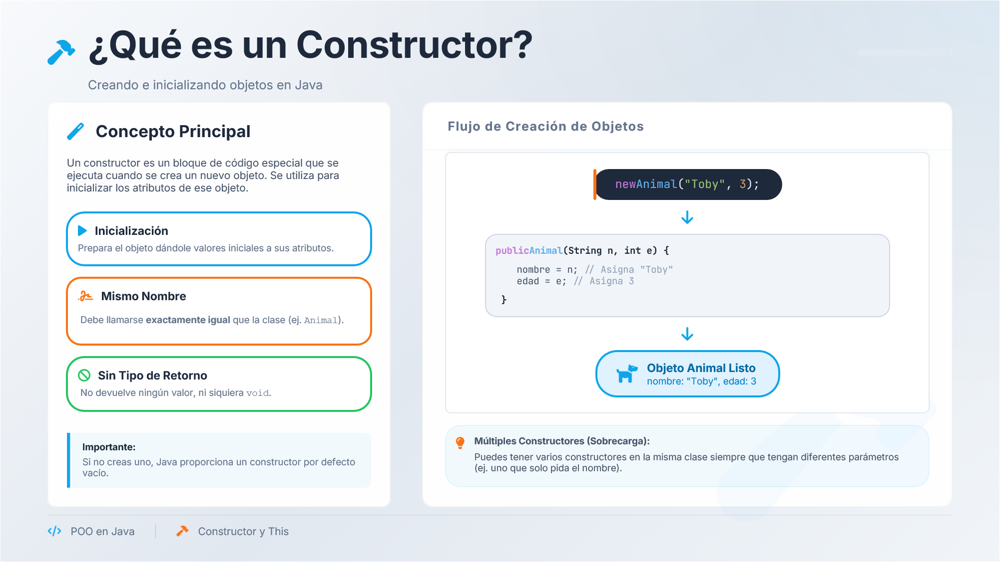 ¿Qué es un Constructor?
Creando e inicializando objetos en Java
Concepto Principal
Un constructor es un bloque de código especial que se
ejecuta cuando se crea un nuevo objeto. Se utiliza para
inicializar los atributos de ese objeto.
Inicialización
Prepara el objeto dándole valores iniciales a sus atributos.
Mismo Nombre
Debe llamarse exactamente igual que la clase (ej. Animal).
Sin Tipo de Retorno
No devuelve ningún valor, ni siquiera void.
Importante:
Si no creas uno, Java proporciona un constructor por defecto
vacío.
Flujo de Creación de Objetos
newAnimal("Toby", 3);
publicAnimal(String n, int e) {
nombre = n; // Asigna "Toby"
edad = e; // Asigna 3
}
Objeto Animal Listo
nombre: "Toby", edad: 3
Múltiples Constructores (Sobrecarga):
Puedes tener varios constructores en la misma clase siempre que tengan diferentes parámetros
(ej. uno que solo pida el nombre).
</> POO en Java
Constructor y This